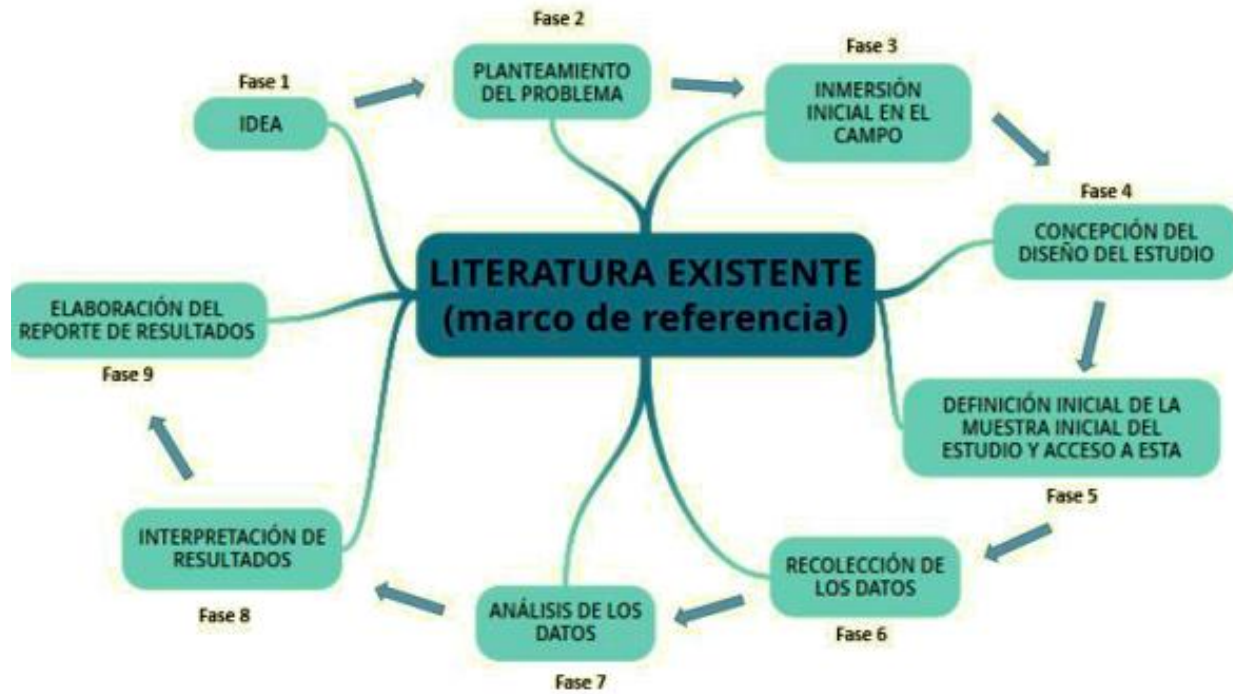 Fase 1
IDEA
Fase 2
PLANTEAMIENTO
DEL PROBLEMA
Fase 3
INMERSIÓN
INICIAL EN EL
CAMPO
Fase 4
CONCEPCIÓN DEL
DISEÑO DEL ESTUDIO
LITERATURA EXISTENTE
(marco de referencia)
DEFINICIÓN INICIAL DE LA
MUESTRA INICIAL DEL
ESTUDIO Y ACCESO A ESTA
Fase 5
RECOLECCIÓN DE
LOS DATOS
Fase 6
ANÁLISIS DE LOS
DATOS
Fase 7
INTERPRETACIÓN DE
RESULTADOS
Fase 8
ELABORACIÓN DEL
REPORTE DE RESULTADOS
Fase 9